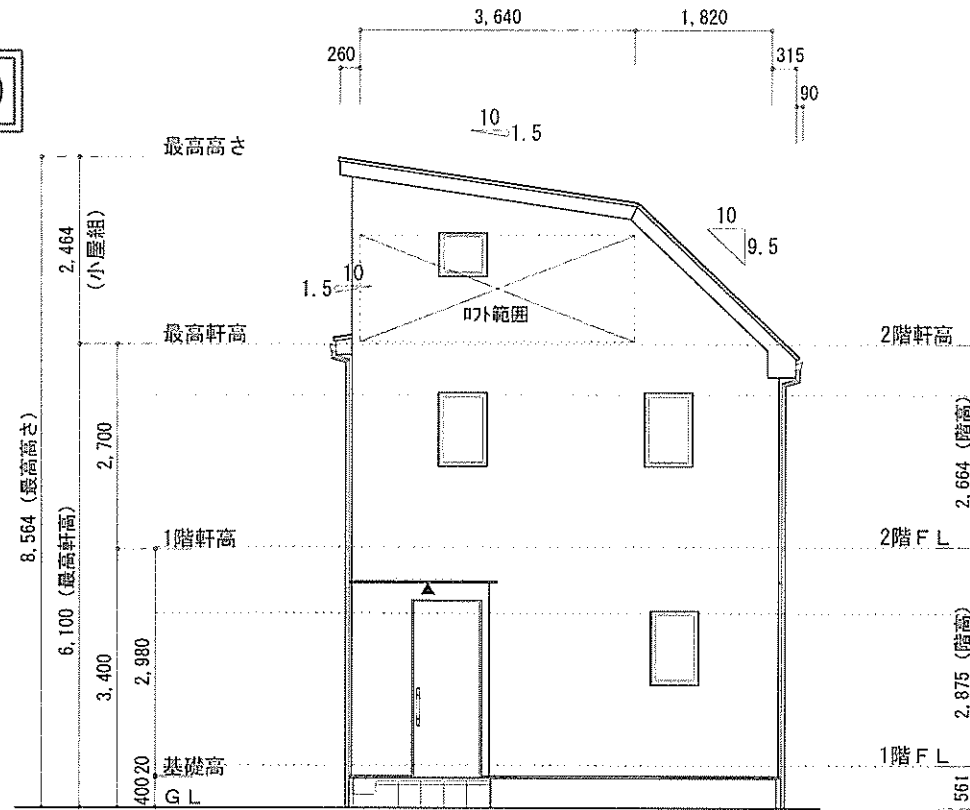 3,640
1,820
260
315
90
10
1.5
最高高さ
10
9.5
2,464
(小屋組)
10
1.5
ロフト範囲
最高軒高
2階軒高
8,564 (最高高さ)
6,100 (最高軒高)
2,700
2,664 (階高)
1階軒高
2階FL
3,400
2,980
2,875 (階高)
基礎高
1階FL
20
400
GL
561